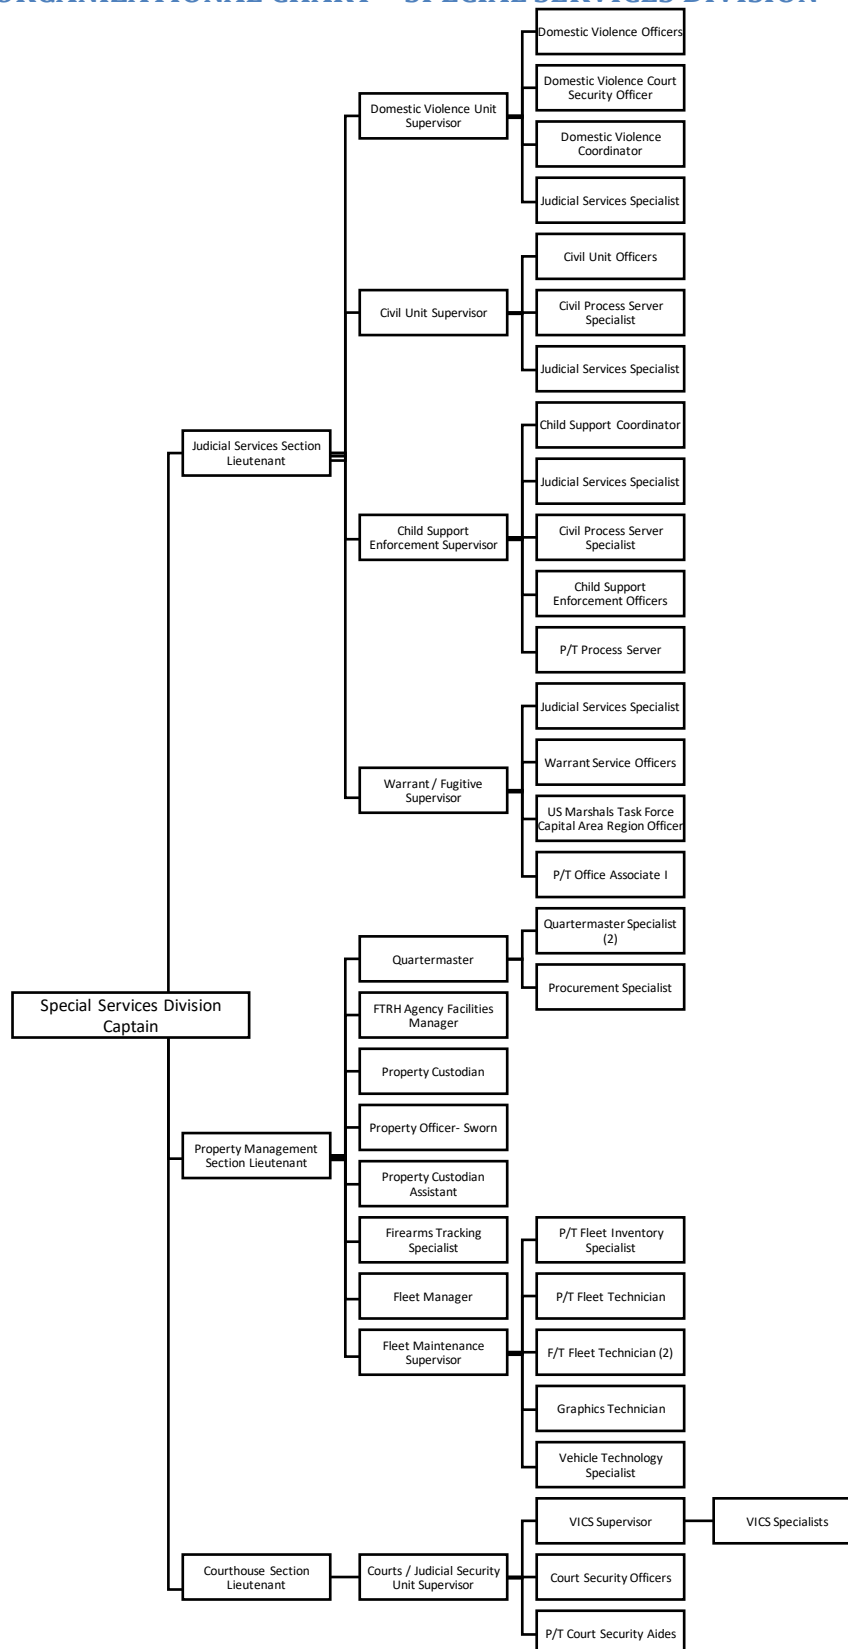 ORGANIZATIONAL CHART – SPECIAL SERVICES DIVISION
Domestic Violence Officers
Domestic Violence Court
Security Officer
Domestic Violence Unit
Supervisor
Domestic Violence
Coordinator
Judicial Services Specialist
Civil Unit Officers
Civil Unit Supervisor
Civil Process Server
Specialist
Judicial Services Specialist
Judicial Services Section
Lieutenant
Child Support Coordinator
Judicial Services Specialist
Child Support
Enforcement Supervisor
Civil Process Server
Specialist
Child Support
Enforcement Officers
P/T Process Server
Judicial Services Specialist
Warrant Service Officers
Warrant / Fugitive
Supervisor
US Marshals Task Force
Capital Area Region Officer
P/T Office Associate I
Quartermaster
Quartermaster Specialist
(2)
Procurement Specialist
Special Services Division
Captain
FTRH Agency Facilities
Manager
Property Custodian
Property Officer- Sworn
Property Management
Section Lieutenant
Property Custodian
Assistant
Firearms Tracking
Specialist
Fleet Manager
Fleet Maintenance
Supervisor
P/T Fleet Inventory
Specialist
P/T Fleet Technician
F/T Fleet Technician (2)
Graphics Technician
Vehicle Technology
Specialist
VICS Supervisor
VICS Specialists
Courthouse Section
Lieutenant
Courts / Judicial Security
Unit Supervisor
Court Security Officers
P/T Court Security Aides